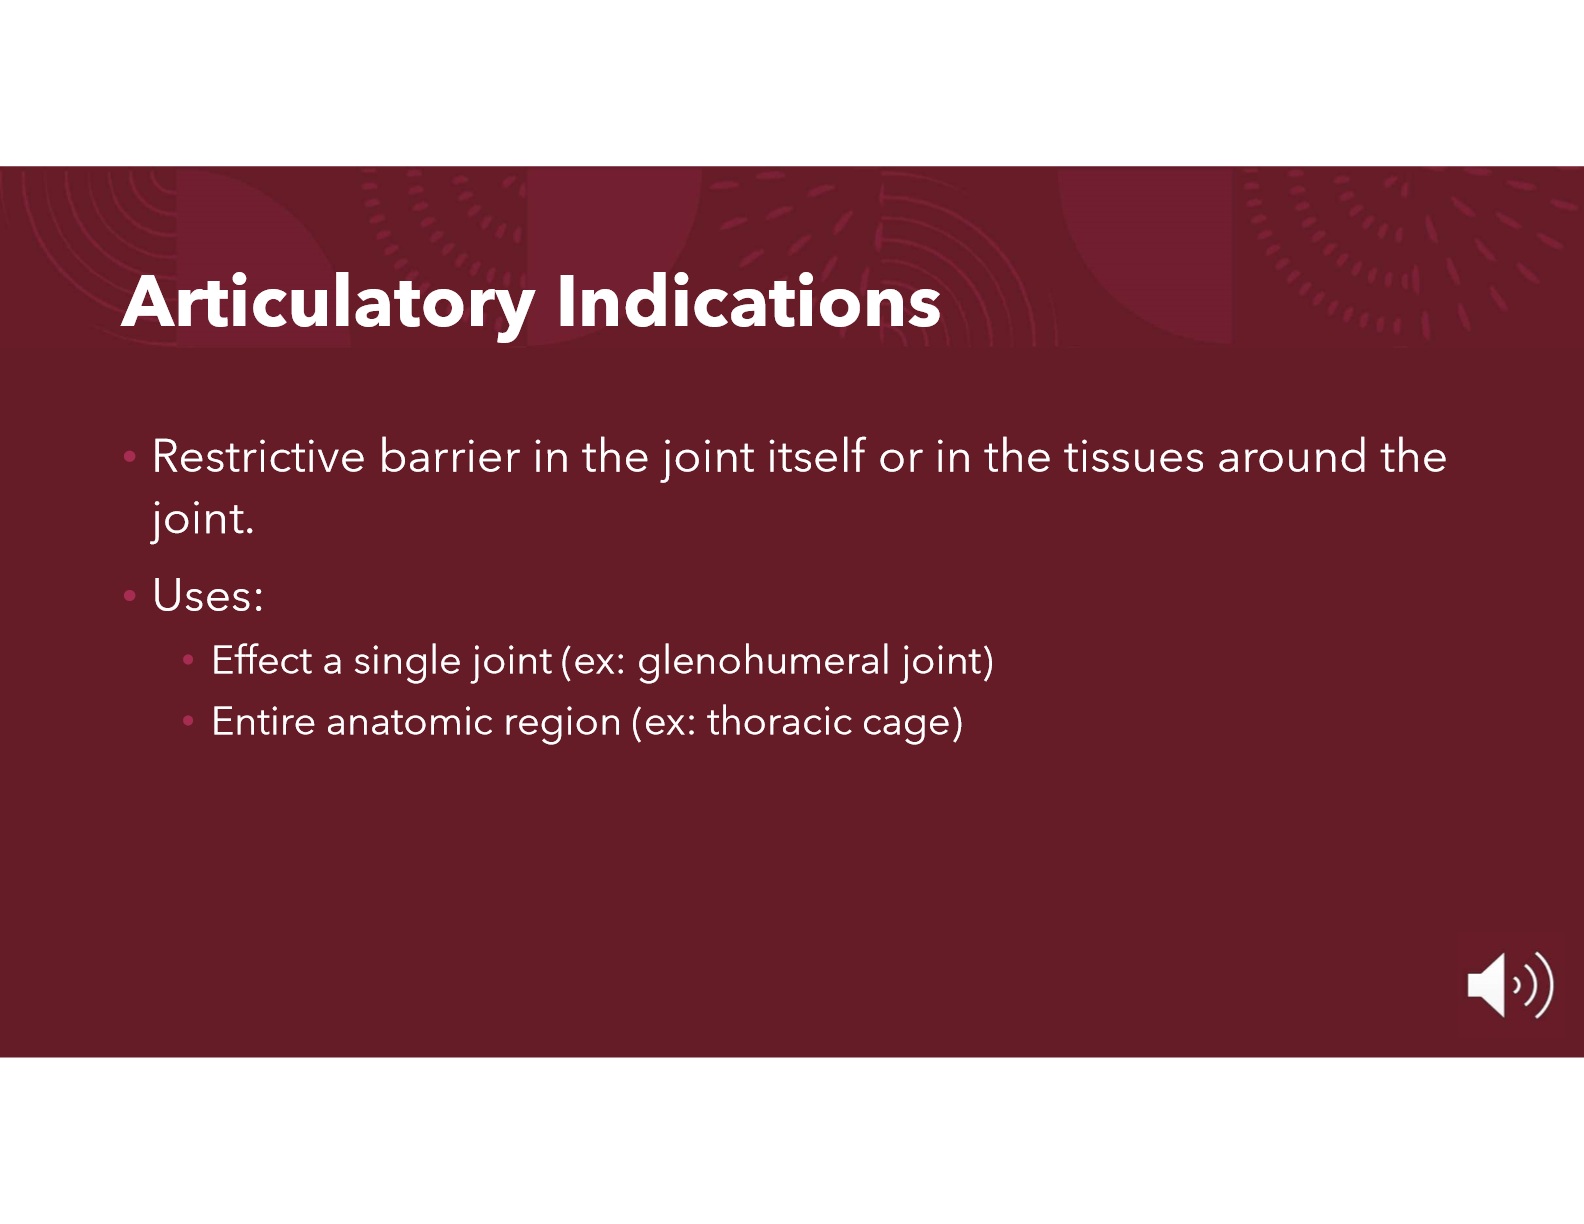 Articulatory Indications
• Restrictive barrier in the joint itself or in the tissues around the
joint.
• Uses:
• Effect a single joint (ex: glenohumeral joint)
• Entire anatomic region (ex: thoracic cage)